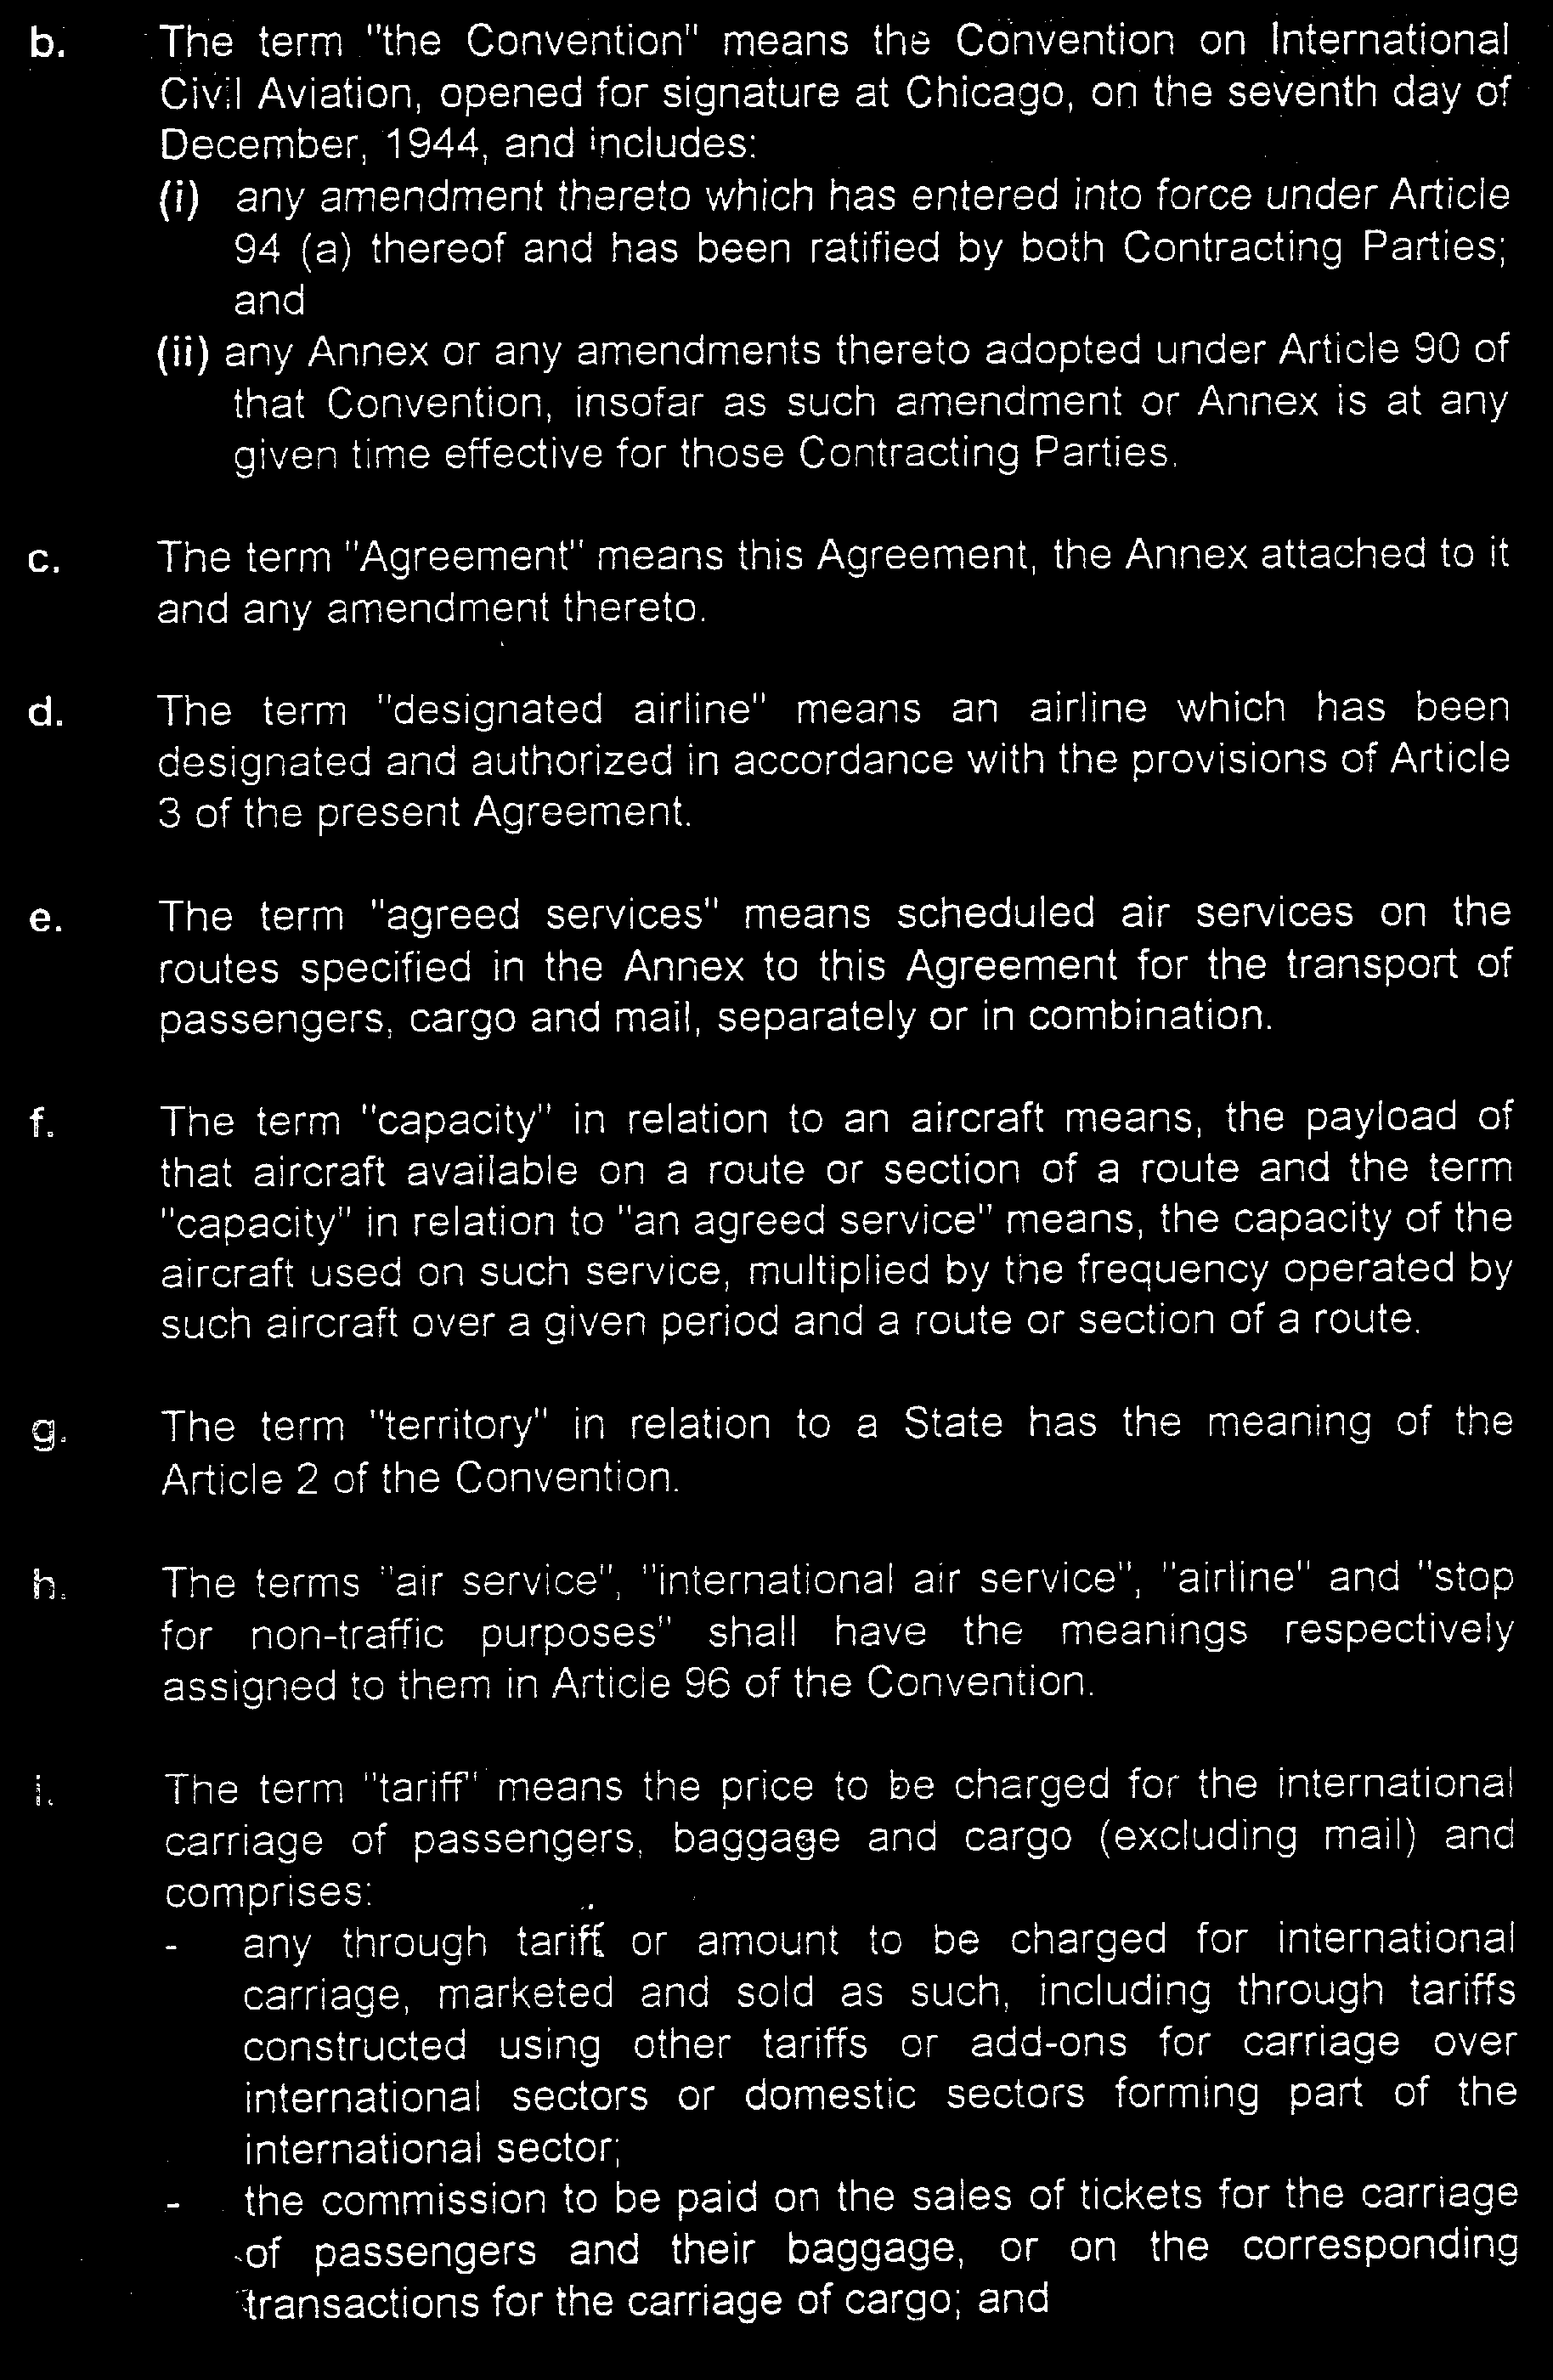 b. The term "the Convention" means the Convention on International
Civil Aviation, opened for signature at Chicago, on the seventh day of
December, 1944, and includes:
(i) any amendment thereto which has entered into force under Article
94 (a) thereof and has been ratified by both Contracting Parties;
and
(ii) any Annex or any amendments thereto adopted under Article 90 of
that Convention, insofar as such amendment or Annex is at any
given time effective for those Contracting Parties.
c. The term "Agreement" means this Agreement, the Annex attached to it
and any amendment thereto.
d. The term "designated airline" means an airline which has been
designated and authorized in accordance with the provisions of Article
3 of the present Agreement.
e. The term "agreed services" means scheduled air services on the
routes specified in the Annex to this Agreement for the transport of
passengers, cargo and mail, separately or in combination.
f. The term "capacity" in relation to an aircraft means, the payload of
that aircraft available on a route or section of a route and the term
"capacity" in relation to "an agreed service" means, the capacity of the
aircraft used on such service, multiplied by the frequency operated by
such aircraft over a given period and a route or section of a route.
g. The term "territory" in relation to a State has the meaning of the
Article 2 of the Convention.
h. The terms "air service", "international air service", "airline" and "stop
for non-traffic purposes" shall have the meanings respectively
assigned to them in Article 96 of the Convention.
i. The term "tariff" means the price to be charged for the international
carriage of passengers, baggage and cargo (excluding mail) and
comprises:
- any through tariff or amount to be charged for international
carriage, marketed and sold as such, including through tariffs
constructed using other tariffs or add-ons for carriage over
international sectors or domestic sectors forming part of the
international sector;
- the commission to be paid on the sales of tickets for the carriage
of passengers and their baggage, or on the corresponding
transactions for the carriage of cargo; and